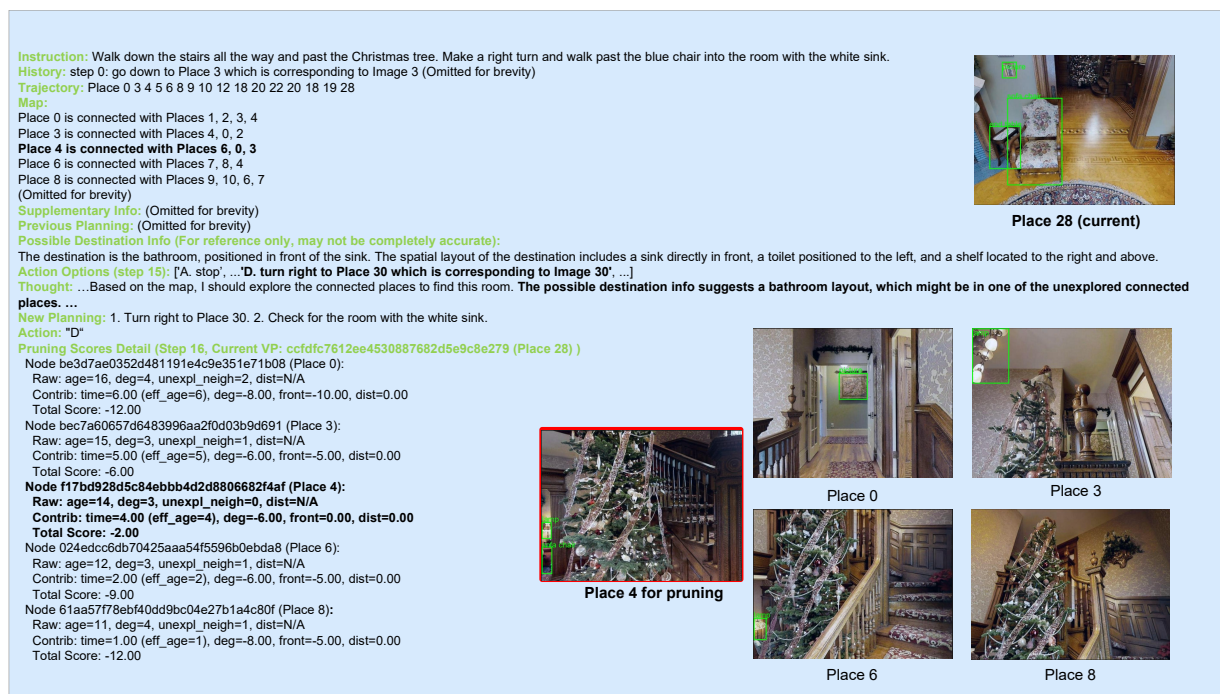 Instruction: Walk down the stairs all the way and past the Christmas tree. Make a right turn and walk past the blue chair into the room with the white sink.
History: step 0: go down to Place 3 which is corresponding to Image 3 (Omitted for brevity)
Trajectory: Place 0 3 4 5 6 8 9 10 12 18 20 22 20 18 19 28
Map:
Place 0 is connected with Places 1, 2, 3, 4
Place 3 is connected with Places 4, 0, 2
Place 4 is connected with Places 6, 0, 3
Place 6 is connected with Places 7, 8, 4
Place 8 is connected with Places 9, 10, 6, 7
(Omitted for brevity)
Supplementary Info: (Omitted for brevity)
Previous Planning: (Omitted for brevity)
Possible Destination Info (For reference only, may not be completely accurate):
The destination is the bathroom, positioned in front of the sink. The spatial layout of the destination includes a sink directly in front, a toilet positioned to the left, and a shelf located to the right and above.
Action Options (step 15): ['A. stop', ...'D. turn right to Place 30 which is corresponding to Image 30', ...]
Thought: …Based on the map, I should explore the connected places to find this room. The possible destination info suggests a bathroom layout, which might be in one of the unexplored connected
places. …
New Planning: 1. Turn right to Place 30. 2. Check for the room with the white sink.
Action: "D"
Pruning Scores Detail (Step 16, Current VP: ccfdfc7612ee4530887682d5e9c8e279 (Place 28) )
Node be3d7ae0352d481191e4c9e351e71b08 (Place 0):
Raw: age=16, deg=4, unexpl_neigh=2, dist=N/A
Contrib: time=6.00 (eff_age=6), deg=-8.00, front=-10.00, dist=0.00
Total Score: -12.00
Node bec7a60657d6483996aa2f0d03b9d691 (Place 3):
Raw: age=15, deg=3, unexpl_neigh=1, dist=N/A
Contrib: time=5.00 (eff_age=5), deg=-6.00, front=-5.00, dist=0.00
Total Score: -6.00
Node f17bd928d5c84ebbb4d2d8806682f4af (Place 4):
Raw: age=14, deg=3, unexpl_neigh=0, dist=N/A
Contrib: time=4.00 (eff_age=4), deg=-6.00, front=0.00, dist=0.00
Total Score: -2.00
Node 024edcc6db70425aaa54f5596b0ebda8 (Place 6):
Raw: age=12, deg=3, unexpl_neigh=1, dist=N/A
Contrib: time=2.00 (eff_age=2), deg=-6.00, front=-5.00, dist=0.00
Total Score: -9.00
Node 61aa57f78ebf40dd9bc04e27b1a4c80f (Place 8):
Raw: age=11, deg=4, unexpl_neigh=1, dist=N/A
Contrib: time=1.00 (eff_age=1), deg=-8.00, front=-5.00, dist=0.00
Total Score: -12.00
Place 28 (current)
Place 4 for pruning
Place 0
Place 3
Place 6
Place 8